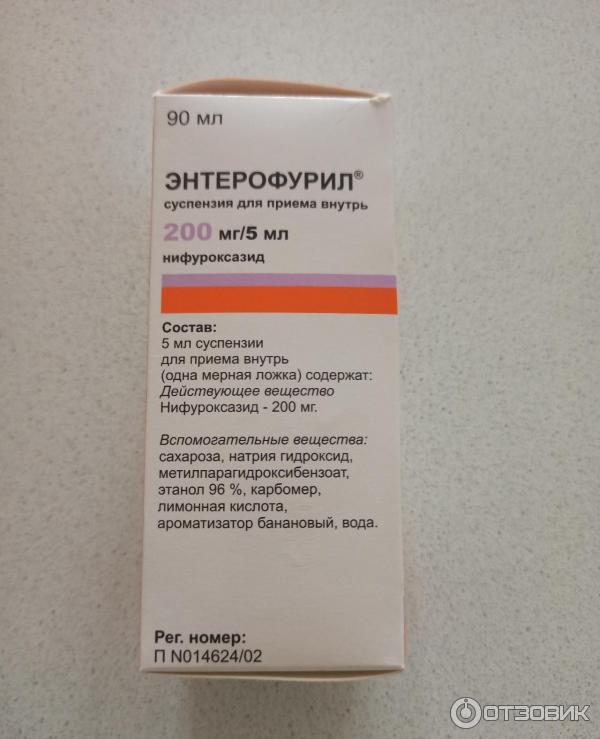 90 мл
ЭНТЕРОФУРИЛ®
суспензия для приема внутрь
200 мг/5 мл
нифуроксазид
Состав:
5 мл суспензии
для приема внутрь
(одна мерная ложка) содержат:
Действующее вещество
Нифуроксазид - 200 мг.
Вспомогательные вещества:
сахароза, натрия гидроксид,
метилпарагидроксибензоат,
этанол 96 %, карбомер,
лимонная кислота,
ароматизатор банановый, вода.
Рег. номер:
П N014624/02
ОТЗОВИК